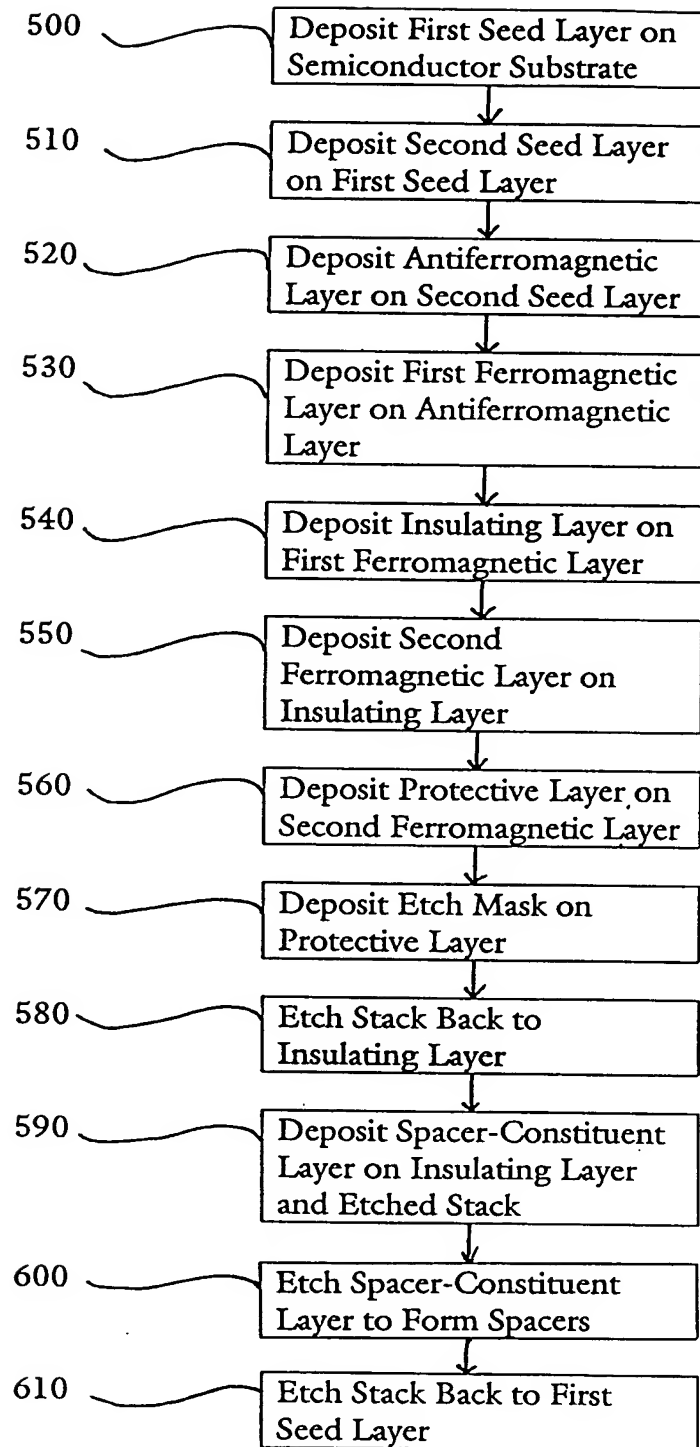 500
Deposit First Seed Layer on
Semiconductor Substrate
510
Deposit Second Seed Layer
on First Seed Layer
520
Deposit Antiferromagnetic
Layer on Second Seed Layer
530
Deposit First Ferromagnetic
Layer on Antiferromagnetic
Layer
540
Deposit Insulating Layer on
First Ferromagnetic Layer
550
Deposit Second
Ferromagnetic Layer on
Insulating Layer
560
Deposit Protective Layer on
Second Ferromagnetic Layer
570
Deposit Etch Mask on
Protective Layer
580
Etch Stack Back to
Insulating Layer
590
Deposit Spacer-Constituent
Layer on Insulating Layer
and Etched Stack
600
Etch Spacer-Constituent
Layer to Form Spacers
610
Etch Stack Back to First
Seed Layer